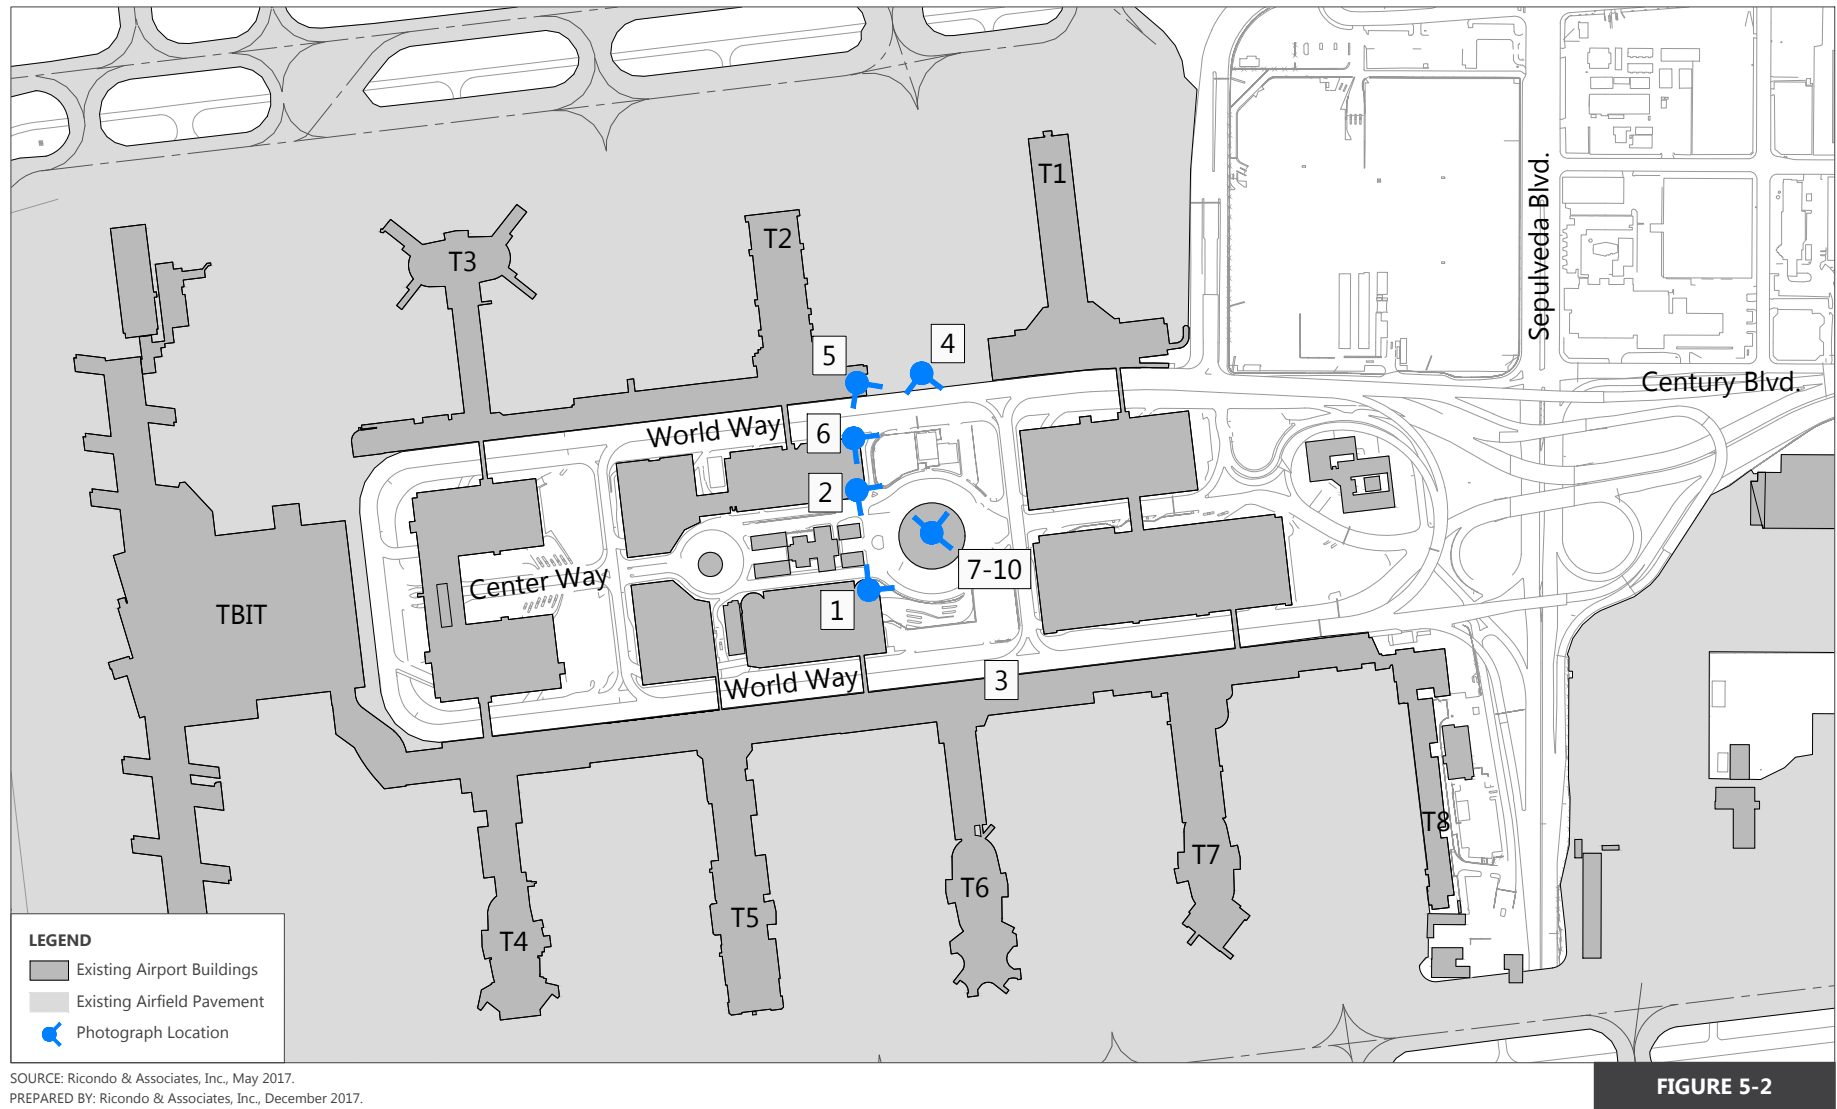 T1
T2
T3
Sepulveda Blvd.
4
5
Century Blvd.
World Way
6
2
7-10
Center Way
1
TBIT
World Way
3
T8
T7
T6
T5
T4
LEGEND
Existing Airport Buildings
Existing Airfield Pavement
Photograph Location
SOURCE: Ricondo & Associates, Inc., May 2017.
PREPARED BY: Ricondo & Associates, Inc., December 2017.
FIGURE 5-2